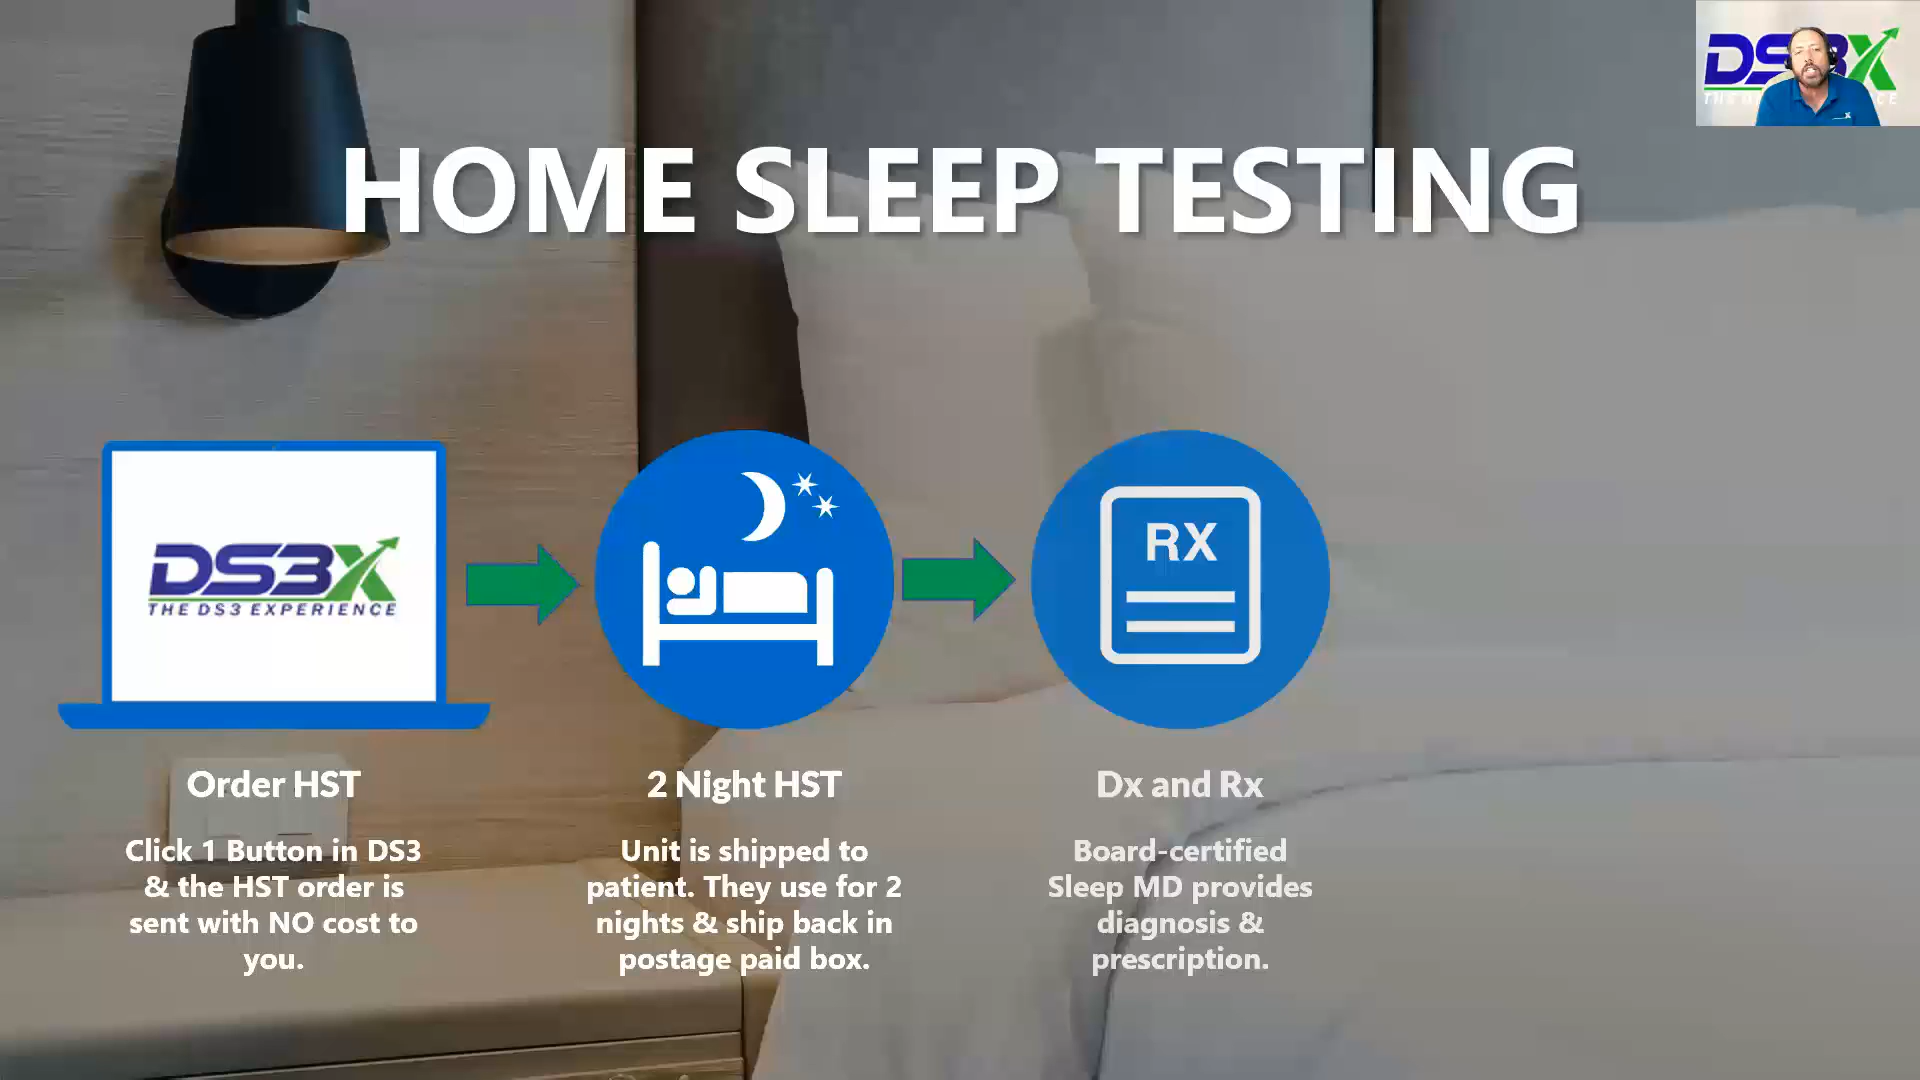 DS3X
HOME SLEEP TESTING
DS3X
THE DS3 EXPERIENCE
RX
Order HST
Click 1 Button in DS3
& the HST order is
sent with NO cost to
you.
2 Night HST
Unit is shipped to
patient. They use for 2
nights & ship back in
postage paid box.
Dx and Rx
Board-certified
Sleep MD provides
diagnosis &
prescription.